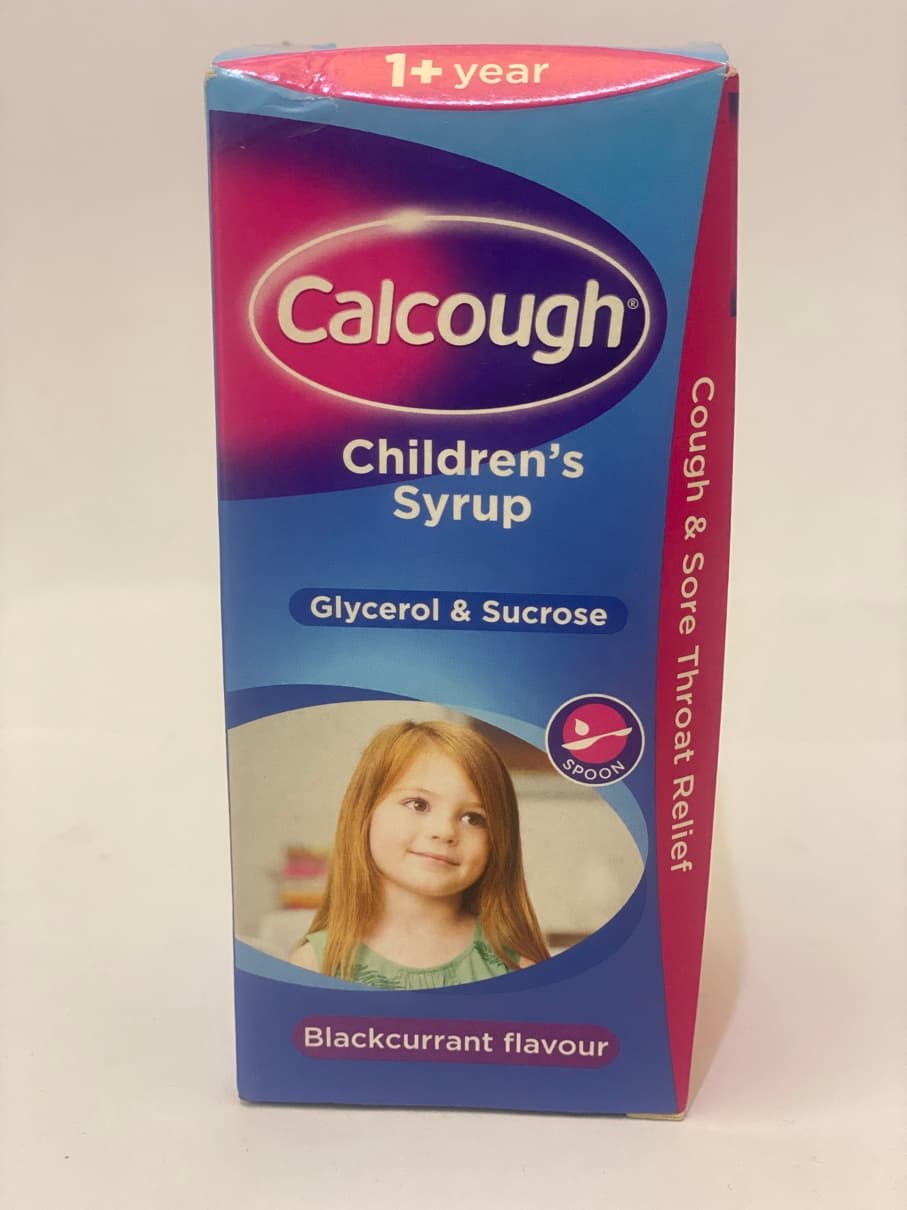 1+ year
Calcough®
Children's
Syrup
Glycerol & Sucrose
SPOON
Blackcurrant flavour
Cough & Sore Throat Relief